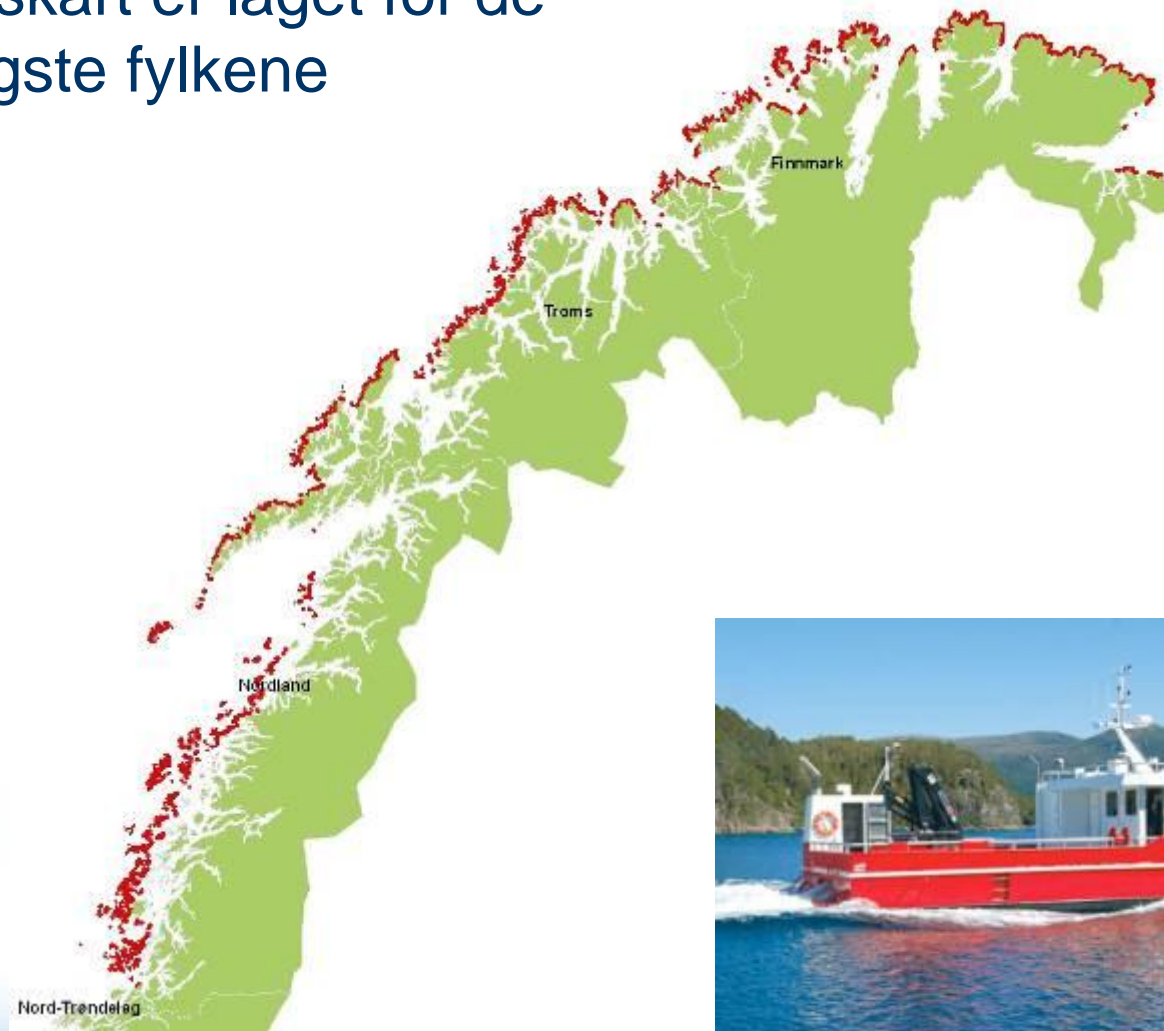 skart er laget for de
gste fylkene
Finnmark
Troms
Nordland
Nord-Trøndelag